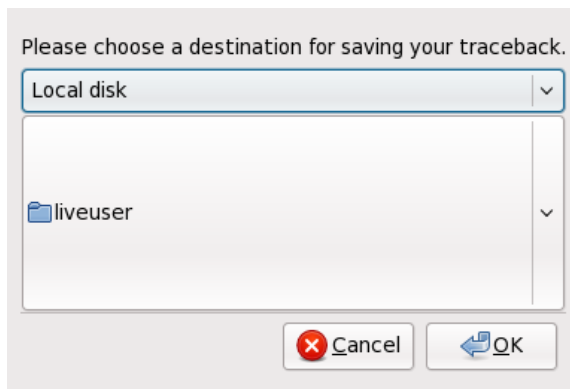 Please choose a destination for saving your traceback.
Local disk
liveuser
Cancel OK